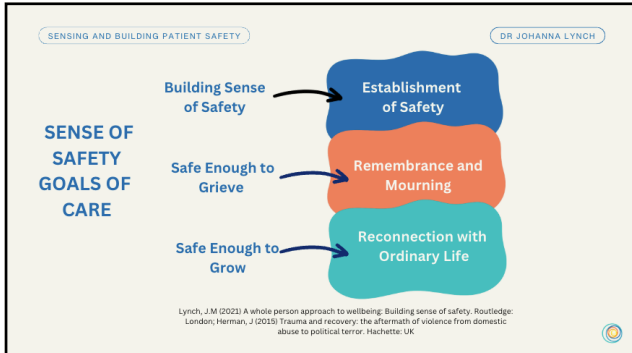 SENSING AND BUILDING PATIENT SAFETY
DR JOHANNA LYNCH
SENSE OF
SAFETY
GOALS OF
CARE
Building Sense
of Safety
Establishment
of Safety
Safe Enough to
Grieve
Remembrance and
Mourning
Safe Enough to
Grow
Reconnection with
Ordinary Life
Lynch, J.M (2021) A whole person approach to wellbeing: Building sense of safety. Routledge:
London; Herman, J (2015) Trauma and recovery: the aftermath of violence from domestic
abuse to political terror. Hachette: UK